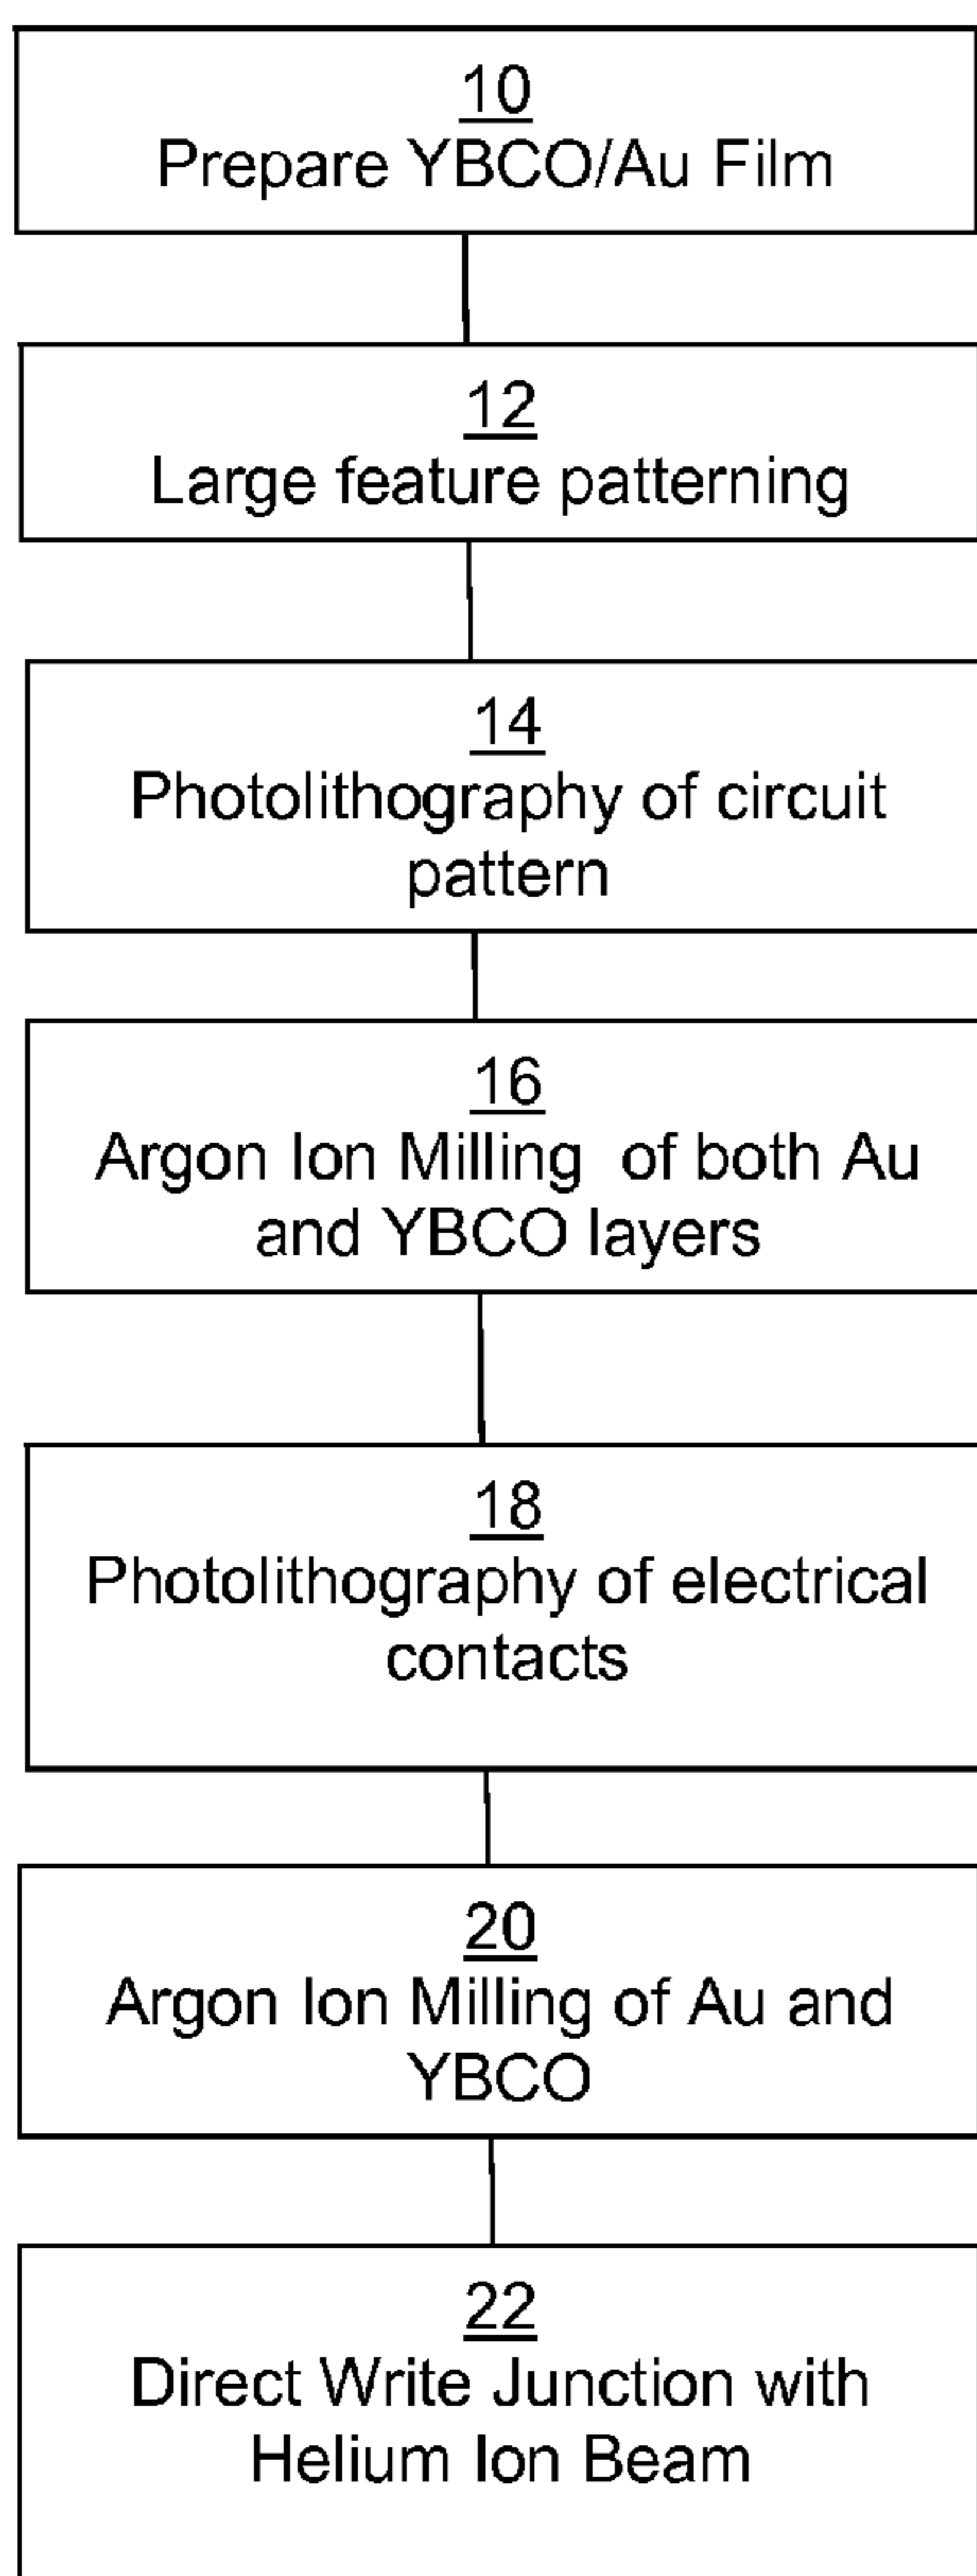 10
Prepare YBCO/Au Film
12
Large feature patterning
14
Photolithography of circuit
pattern
16
Argon Ion Milling of both Au
and YBCO layers
18
Photolithography of electrical
contacts
20
Argon Ion Milling of Au and
YBCO
22
Direct Write Junction with
Helium Ion Beam